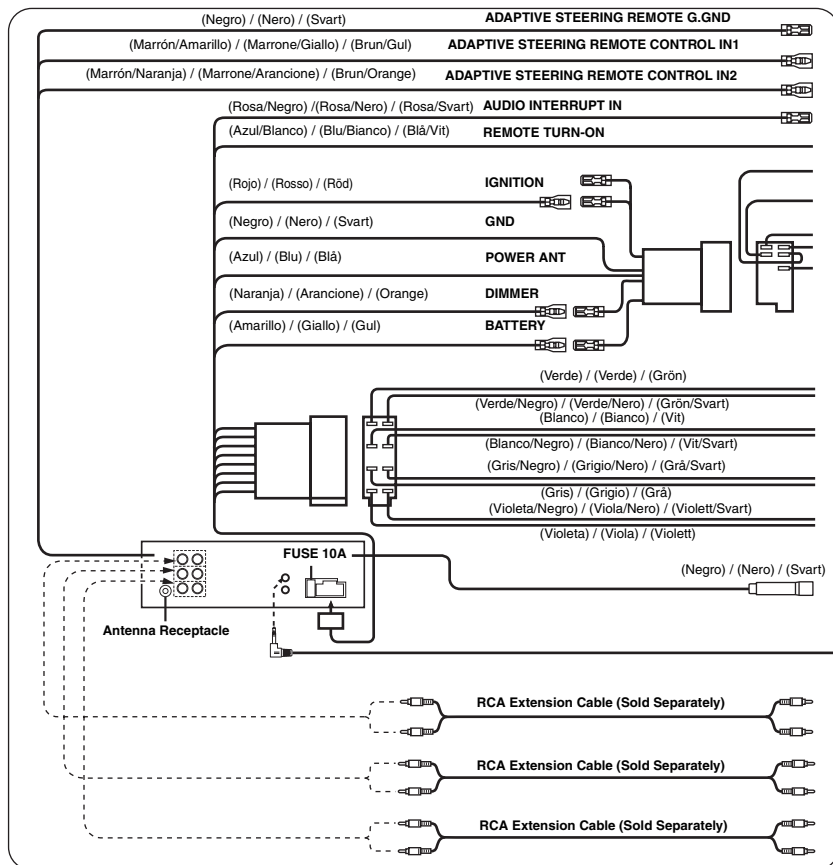 (Negro) / (Nero) / (Svart) ADAPTIVE STEERING REMOTE G.GND
(Marrón/Amarillo) / (Marrone/Giallo) / (Brun/Gul) ADAPTIVE STEERING REMOTE CONTROL IN1
(Marrón/Naranja) / (Marrone/Arancione) / (Brun/Orange) ADAPTIVE STEERING REMOTE CONTROL IN2
(Rosa/Negro) /(Rosa/Nero) / (Rosa/Svart) AUDIO INTERRUPT IN
(Azul/Blanco) / (Blu/Bianco) / (Blå/Vit) REMOTE TURN-ON
(Rojo) / (Rosso) / (Röd) IGNITION
(Negro) / (Nero) / (Svart) GND
(Azul) / (Blu) / (Blå) POWER ANT
(Naranja) / (Arancione) / (Orange) DIMMER
(Amarillo) / (Giallo) / (Gul) BATTERY
(Verde) / (Verde) / (Grön)
(Verde/Negro) / (Verde/Nero) / (Grön/Svart)
(Blanco) / (Bianco) / (Vit)
(Blanco/Negro) / (Bianco/Nero) / (Vit/Svart)
(Gris/Negro) / (Grigio/Nero) / (Grå/Svart)
(Gris) / (Grigio) / (Grå)
(Violeta/Negro) / (Viola/Nero) / (Violett/Svart)
(Violeta) / (Viola) / (Violett)
FUSE 10A
(Negro) / (Nero) / (Svart)
Antenna Receptacle
RCA Extension Cable (Sold Separately)
RCA Extension Cable (Sold Separately)
RCA Extension Cable (Sold Separately)